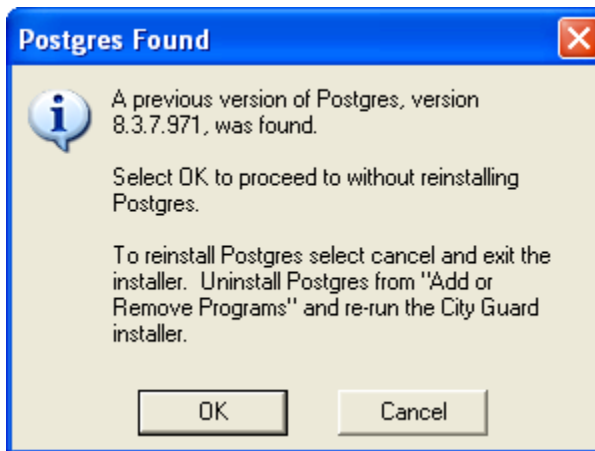 Postgres Found
A previous version of Postgres, version
8.3.7.971, was found.
Select OK to proceed to without reinstalling
Postgres.
To reinstall Postgres select cancel and exit the
installer.  Uninstall Postgres from "Add or
Remove Programs" and re-run the City Guard
installer.
OK
Cancel